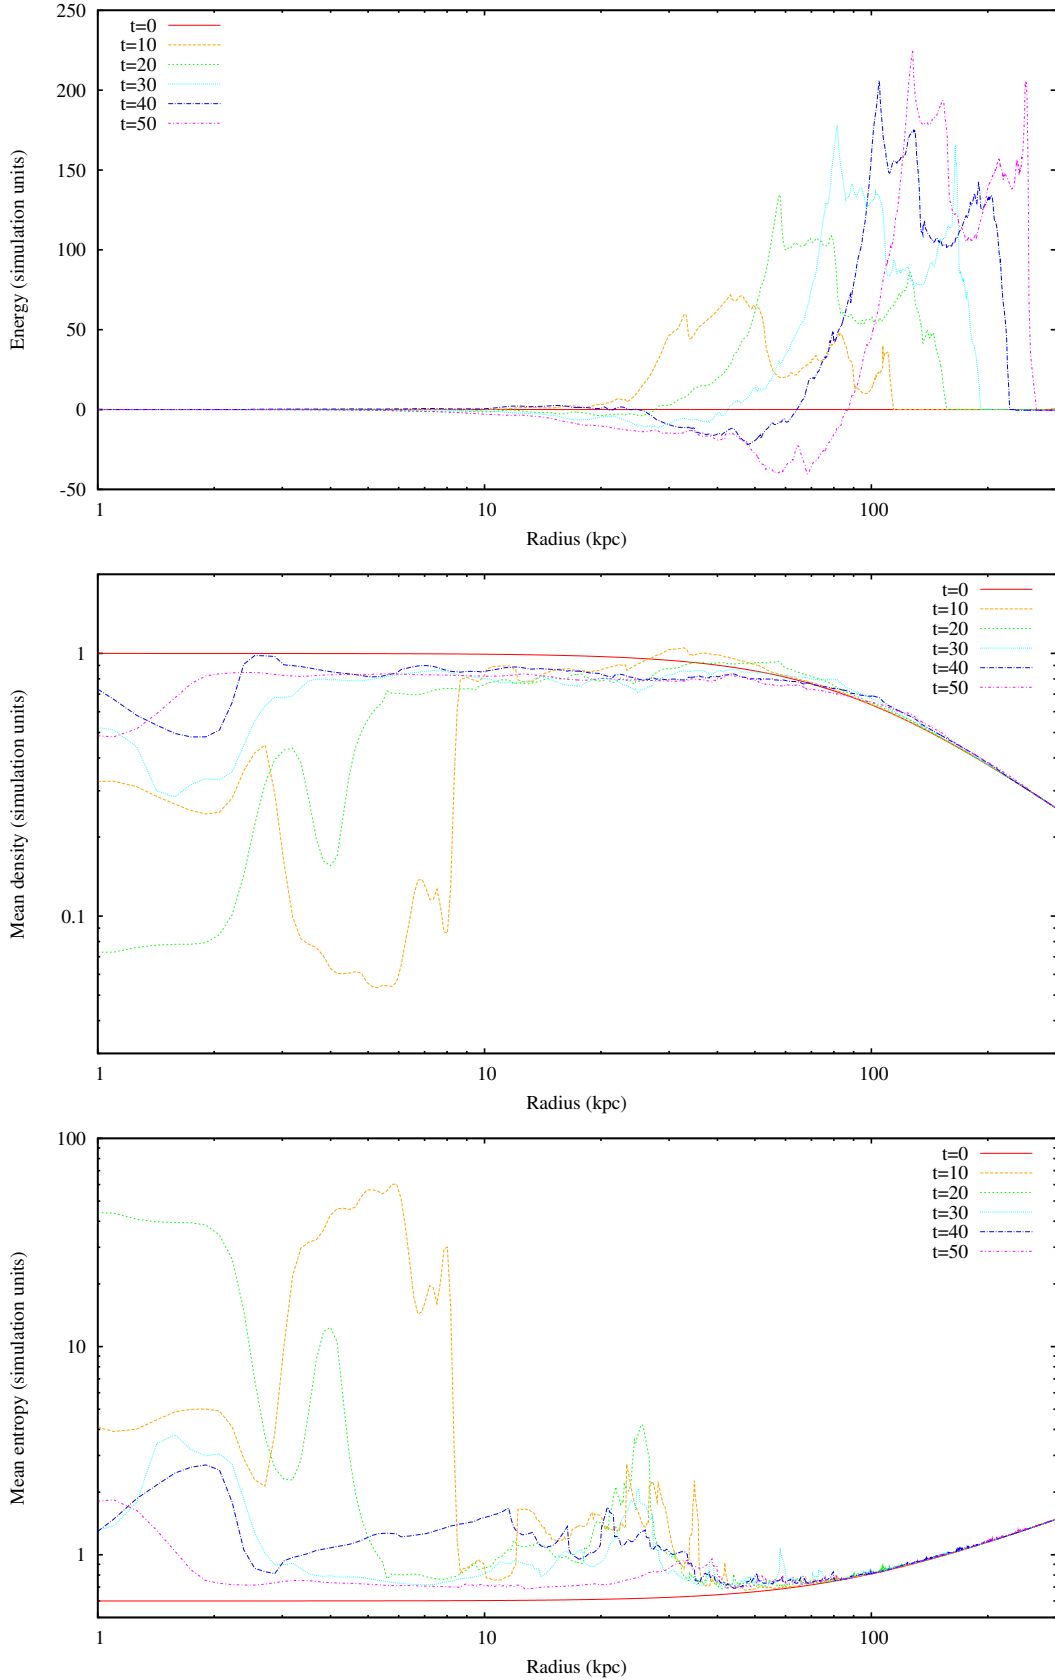 250
200
150
100
50
0
-50
Energy (simulation units)
t=0
t=10
t=20
t=30
t=40
t=50
1 10 100
Radius (kpc)
1
0.1
Mean density (simulation units)
t=0
t=10
t=20
t=30
t=40
t=50
1 10 100
Radius (kpc)
100
10
1
Mean entropy (simulation units)
t=0
t=10
t=20
t=30
t=40
t=50
1 10 100
Radius (kpc)